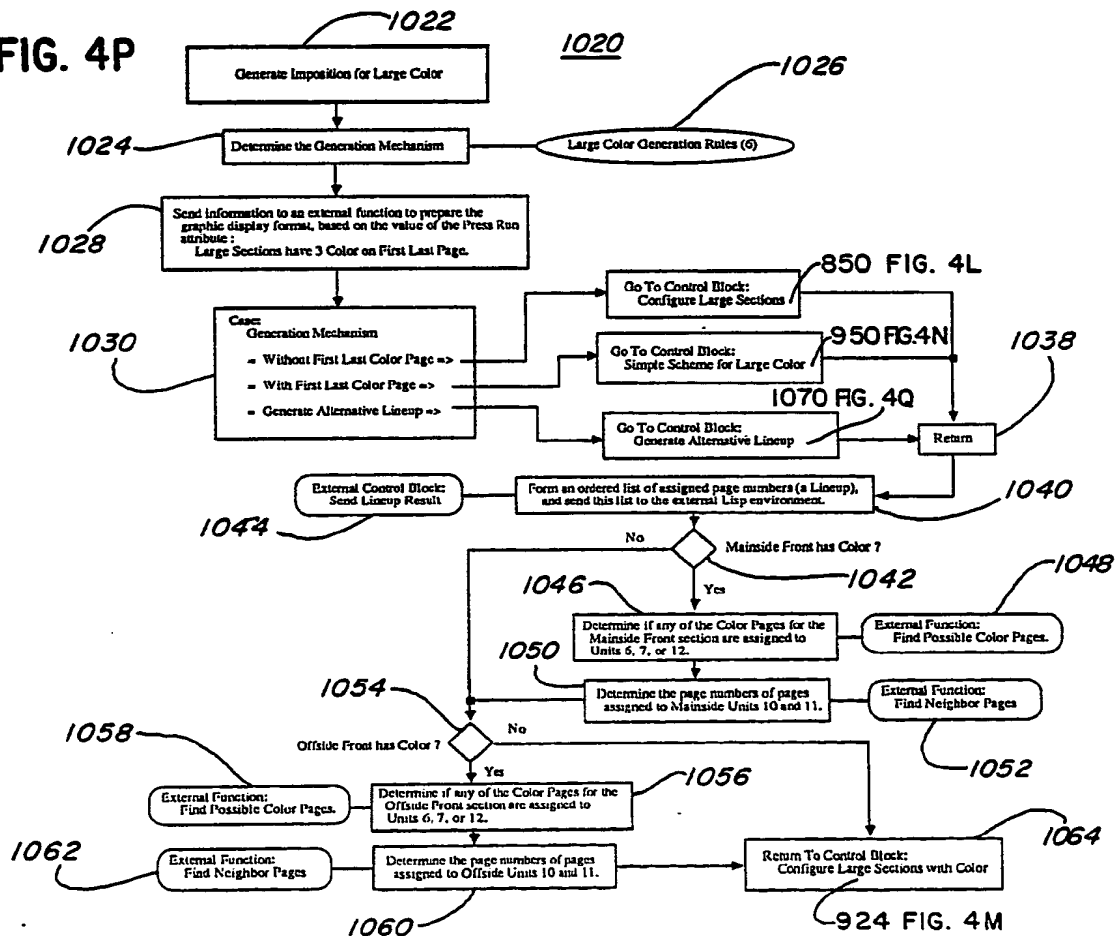 FIG. 4P
1022
1020
Generate Imposition for Large Color
1026
1024
Determine the Generation Mechanism
Large Color Generation Rules (6)
1028
Send information to an external function to prepare the
graphic display format, based on the value of the Press Run
attribute :
Large Sections have 3 Color on First Last Page.
850 FIG. 4L
Go To Control Block:
Configure Large Sections
1030
Case:
Generation Mechanism
= Without First Last Color Page =>
= With First Last Color Page =>
= Generate Alternative Lineup =>
950 FIG. 4N
Go To Control Block:
Simple Scheme for Large Color
1038
1070 FIG. 4Q
Go To Control Block:
Generate Alternative Lineup
Return
External Control Block:
Send Lineup Result
1044
Form an ordered list of assigned page numbers (a Lineup),
and send this list to the external Lisp environment.
1040
No
Mainside Front has Color ?
1042
Yes
1046
1048
Determine if any of the Color Pages for the
Mainside Front section are assigned to
Units 6, 7, or 12.
External Function:
Find Possible Color Pages.
1050
Determine the page numbers of pages
assigned to Mainside Units 10 and 11.
External Function:
Find Neighbor Pages
1052
1054
Offside Front has Color ?
No
Yes
1058
External Function:
Find Possible Color Pages.
1056
Determine if any of the Color Pages for the
Offside Front section are assigned to
Units 6, 7, or 12.
1062
External Function:
Find Neighbor Pages
Determine the page numbers of pages
assigned to Offside Units 10 and 11.
1060
1064
Return To Control Block:
Configure Large Sections with Color
924 FIG. 4M